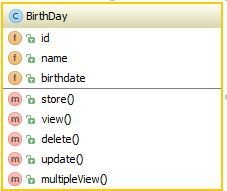 C BirthDay
f id
f name
f birthdate
m store()
m view()
m delete()
m update()
m multipleView()